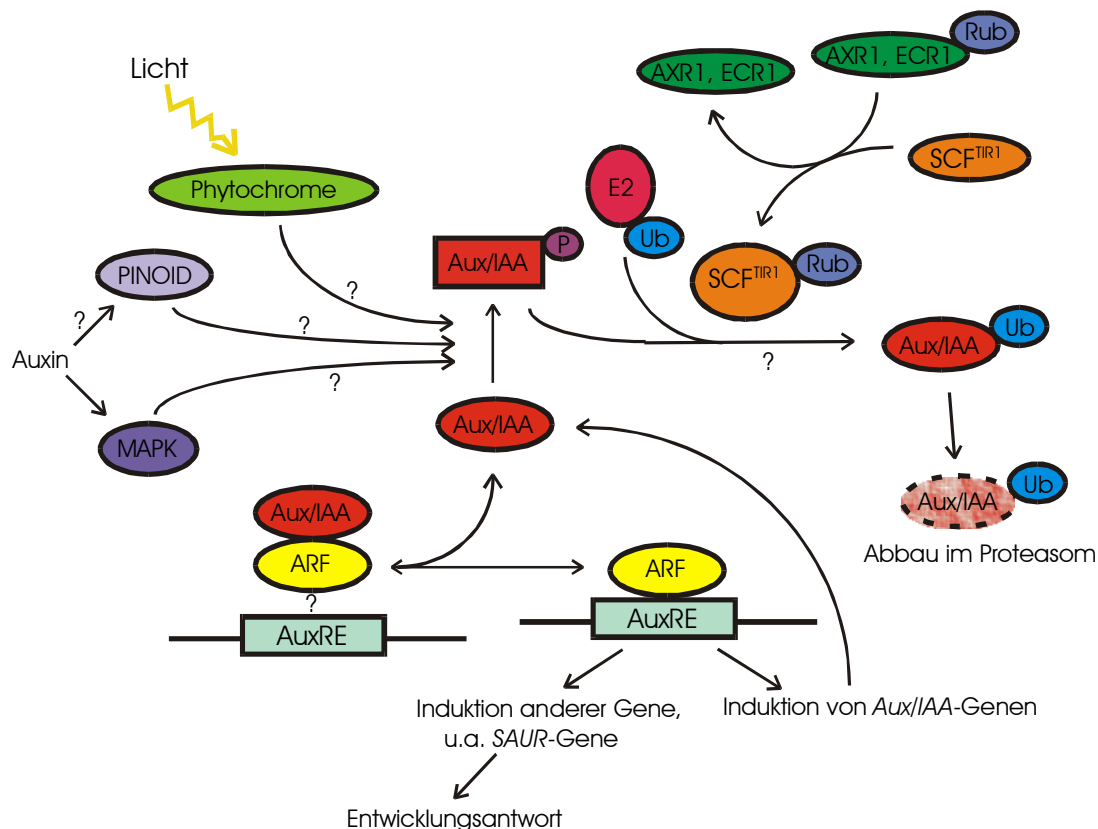 Licht
AXR1, ECR1
AXR1, ECR1
Rub
Phytochrome
E2
Ub
SCF^TIR1
PINOID
Aux/IAA
P
SCF^TIR1
Rub
?
?
?
?
Auxin
?
Aux/IAA
Ub
MAPK
Aux/IAA
Aux/IAA
Ub
Abbau im Proteasom
Aux/IAA
ARF
?
AuxRE
ARF
AuxRE
Induktion anderer Gene,
u.a. SAUR-Gene
Induktion von Aux/IAA-Genen
Entwicklungsantwort